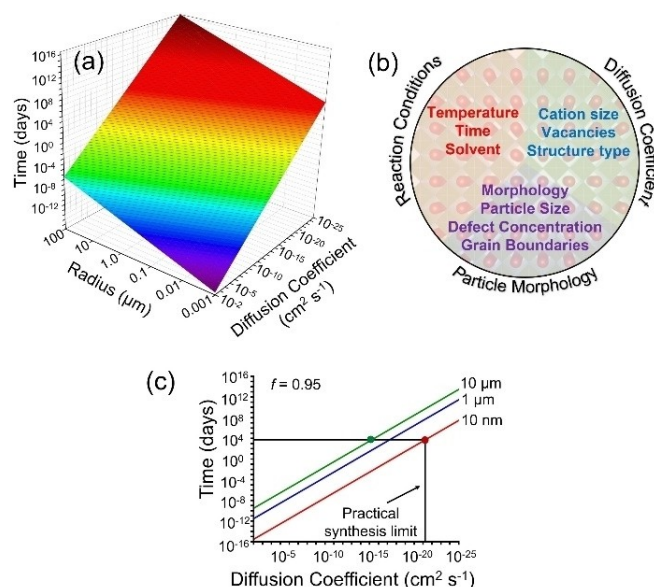 (a)
Time (days)
10^16
10^12
10^8
10^4
10^0
10^-4
10^-8
10^-12
100
10
1.0
0.1
0.01
0.001
Radius (μm)
10^-25
10^-20
10^-15
10^-10
10^-5
10^-2
Diffusion Coefficient
(cm² s⁻¹)
(b)
Reaction Conditions
Diffusion Coefficient
Particle Morphology
Temperature
Time
Solvent
Cation size
Vacancies
Structure type
Morphology
Particle Size
Defect Concentration
Grain Boundaries
(c)
Time (days)
10^16
10^12
10^8
10^4
10^0
10^-4
10^-8
10^-12
10^-16
f = 0.95
10 μm
1 μm
10 nm
Practical
synthesis limit
10^-5
10^-10
10^-15
10^-20
10^-25
Diffusion Coefficient (cm² s⁻¹)